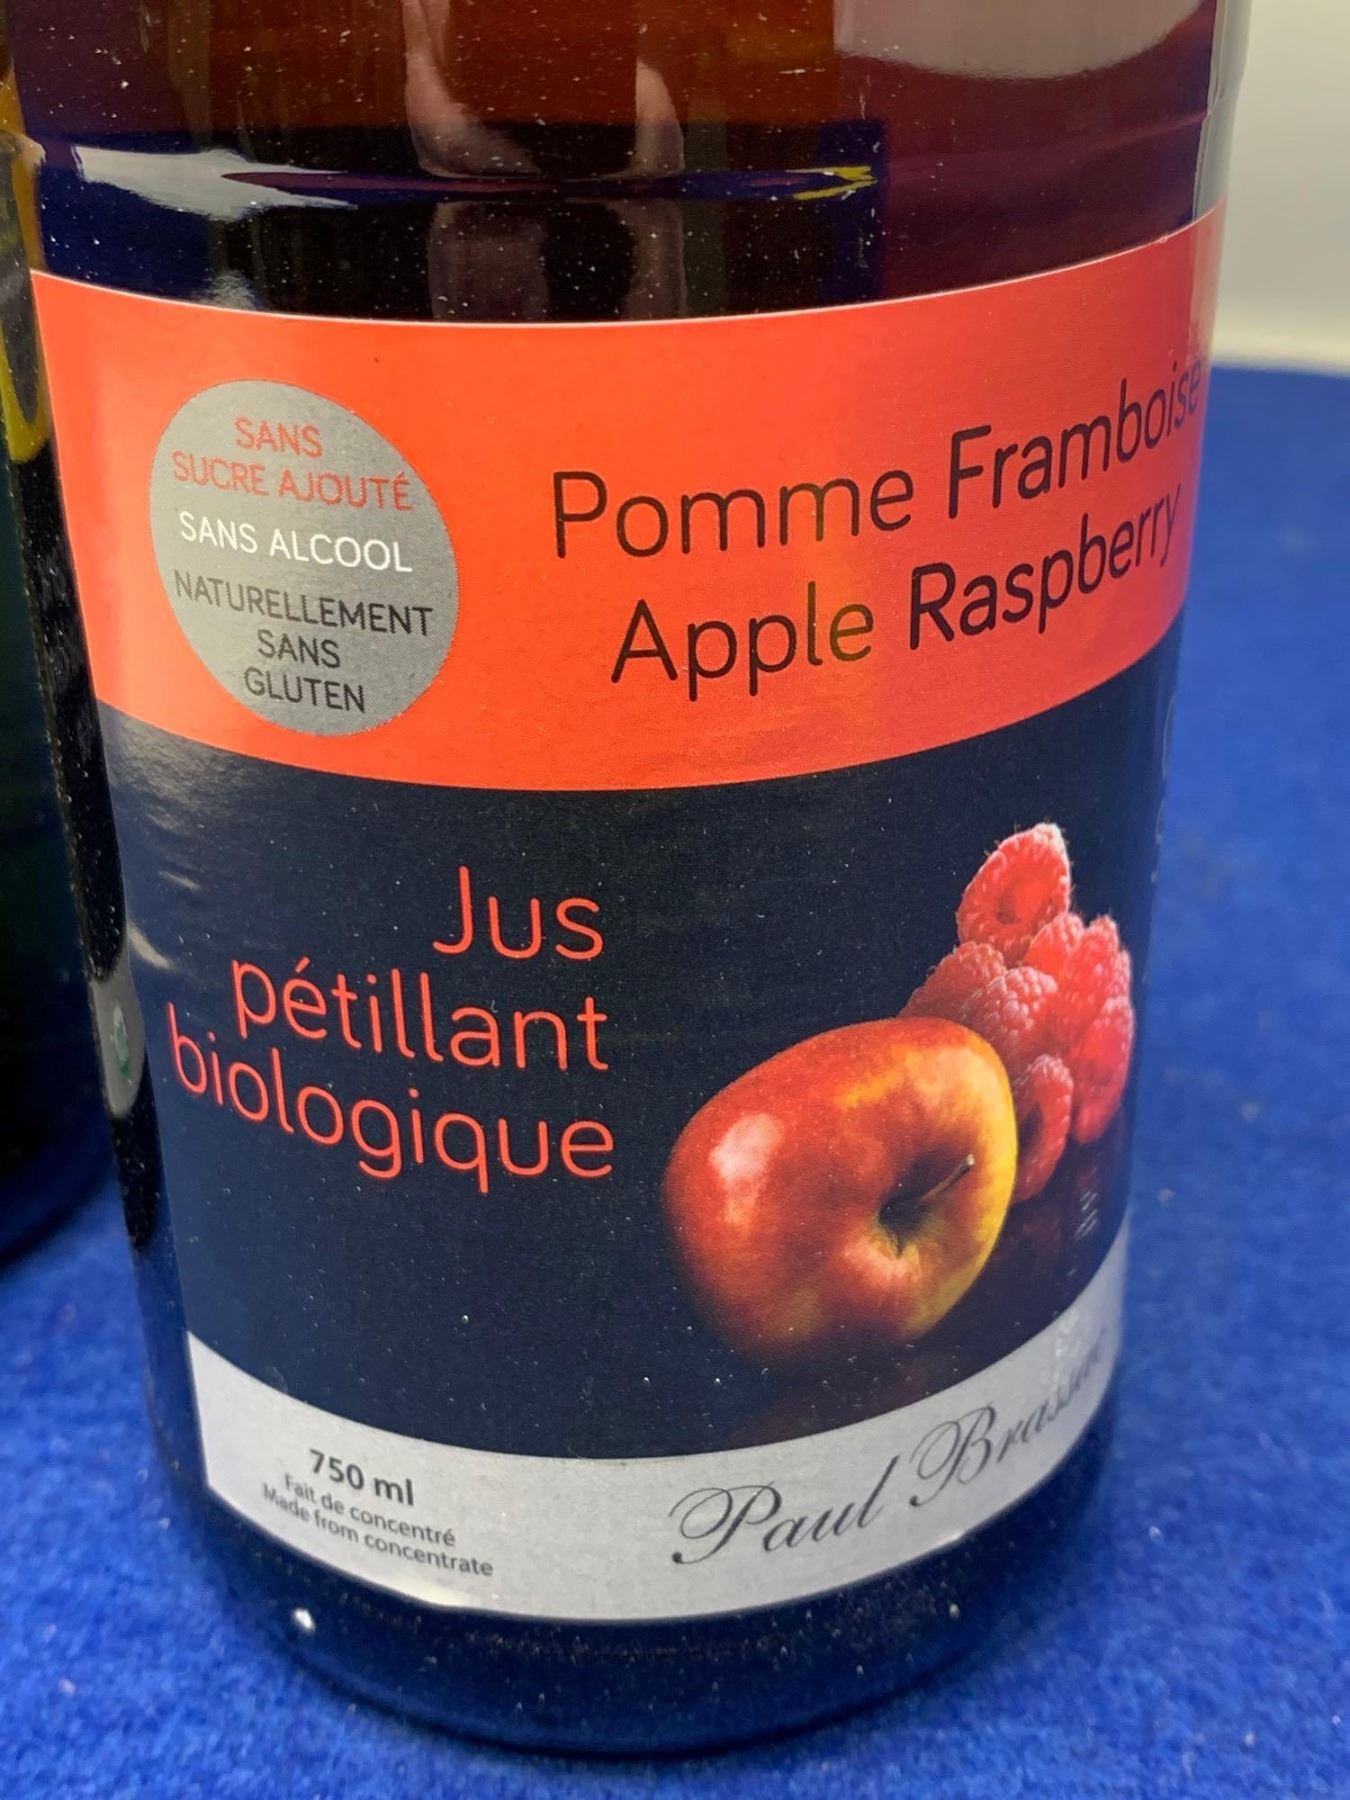 SANS
SUCRE AJOUTÉ
SANS ALCOOL
NATURELLEMENT
SANS
GLUTEN
Pomme Framboise
Apple Raspberry
Jus
pétillant
biologique
750 ml
Fait de concentré
Made from concentrate
Paul